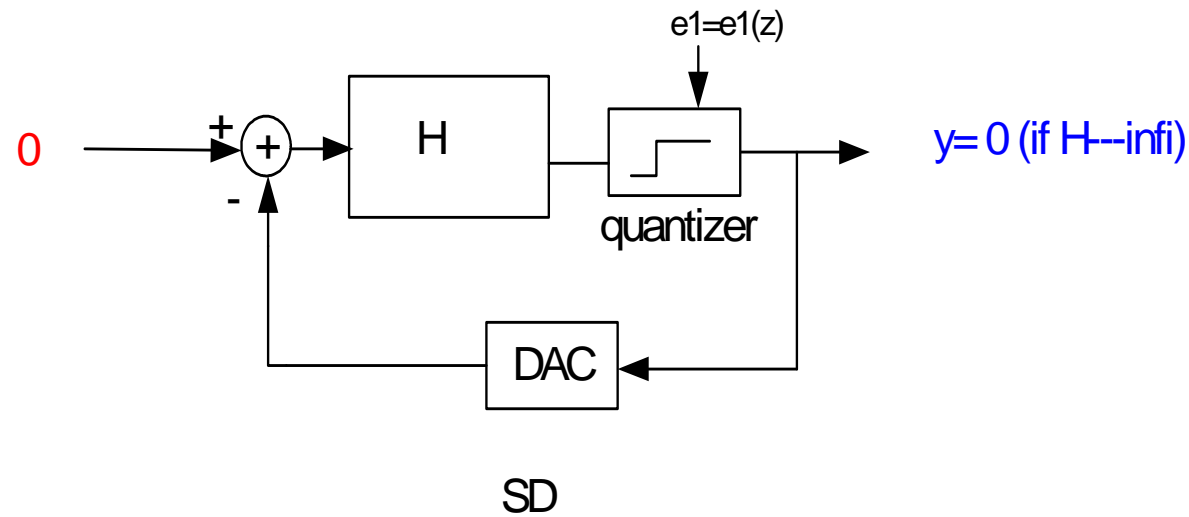 e1=e1(z)
+
0
+
H
y= 0 (if H---infi)
-
quantizer
DAC
SD